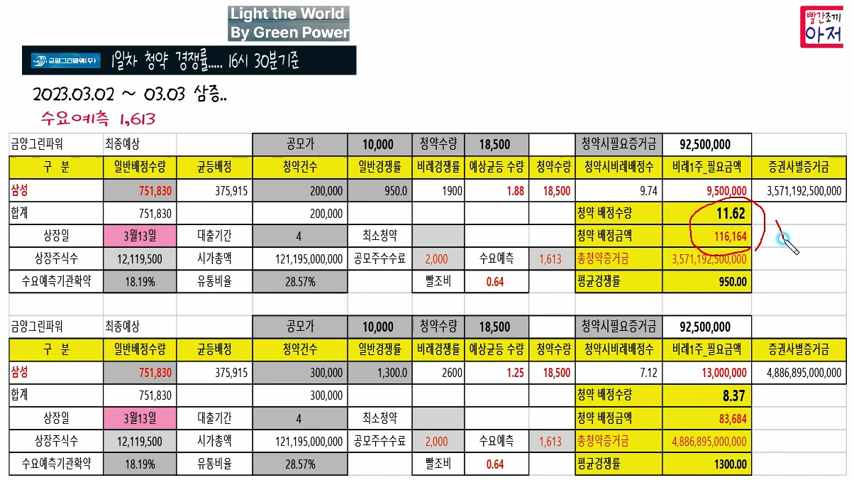 Light the World
By Green Power
빨간조끼
아저
금양그린파워(주) 1일차 청약 경쟁률..... 16시 30분기준
2023.03.02 ~ 03.03 삼증..
수요예측 1,613
금양그린파워 최종예상 공모가 10,000 청약수량 18,500 청약시필요증거금 92,500,000
구 분 일반배정수량 균등배정 청약건수 일반경쟁률 비례경쟁률 예상균등 수량 청약수량 청약시비례배정수 비례1주_필요금액 증권사별증거금
삼성 751,830 375,915 200,000 950.0 1900 1.88 18,500 9.74 9,500,000 3,571,192,500,000
합계 751,830 200,000 청약 배정수량 11.62
상장일 3월13일 대출기간 4 최소청약 청약 배정금액 116,164
상장주식수 12,119,500 시가총액 121,195,000,000 공모주수수료 2,000 수요예측 1,613 총청약증거금 3,571,192,500,000
수요예측기관확약 18.19% 유통비율 28.57% 빨조비 0.64 평균경쟁률 950.00
금양그린파워 최종예상 공모가 10,000 청약수량 18,500 청약시필요증거금 92,500,000
구 분 일반배정수량 균등배정 청약건수 일반경쟁률 비례경쟁률 예상균등 수량 청약수량 청약시비례배정수 비례1주_필요금액 증권사별증거금
삼성 751,830 375,915 300,000 1,300.0 2600 1.25 18,500 7.12 13,000,000 4,886,895,000,000
합계 751,830 300,000 청약 배정수량 8.37
상장일 3월13일 대출기간 4 최소청약 청약 배정금액 83,684
상장주식수 12,119,500 시가총액 121,195,000,000 공모주수수료 2,000 수요예측 1,613 총청약증거금 4,886,895,000,000
수요예측기관확약 18.19% 유통비율 28.57% 빨조비 0.64 평균경쟁률 1300.00